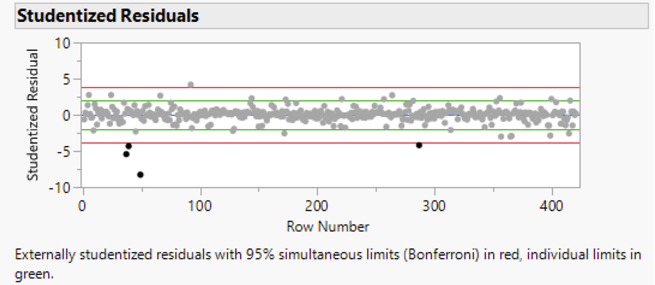 Studentized Residuals
Studentized Residual
10
5
0
-5
-10
0
100
200
300
400
Row Number
Externally studentized residuals with 95% simultaneous limits (Bonferroni) in red, individual limits in
green.